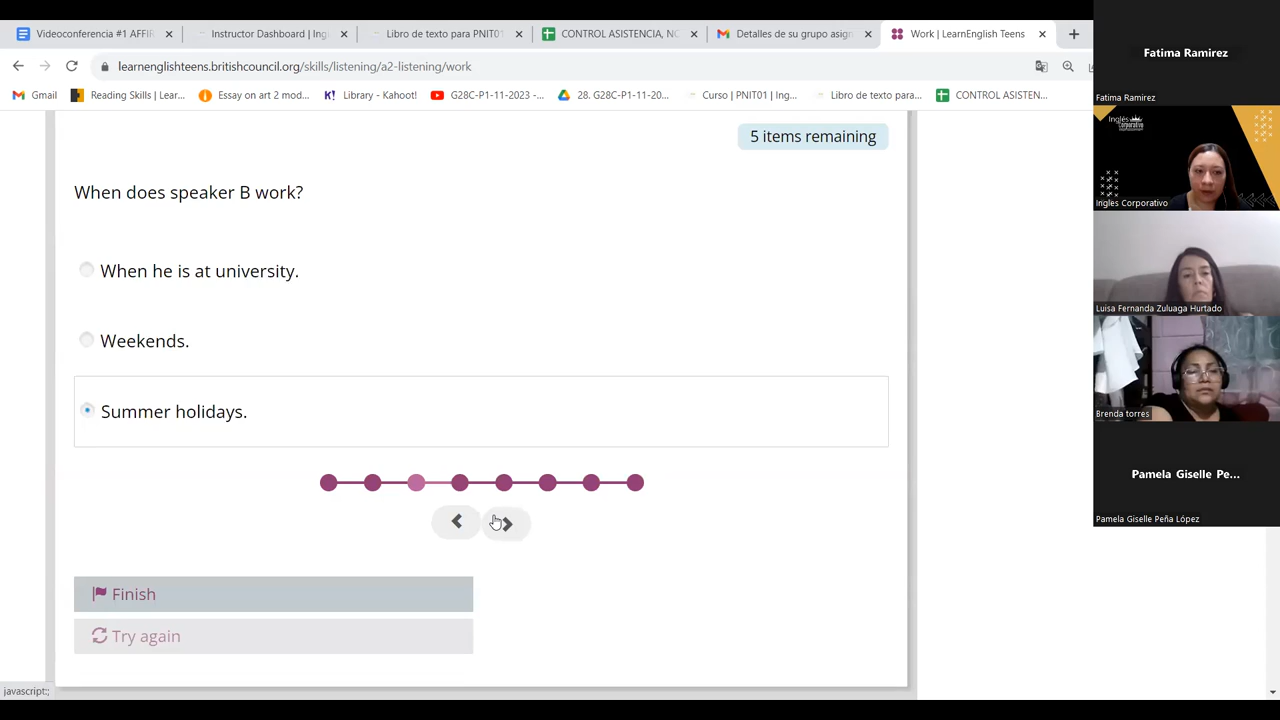 Videoconferencia #1 AFFIR
Instructor Dashboard | Ing
Libro de texto para PNIT01
CONTROL ASISTENCIA, NO
Detalles de su grupo asign
Work | LearnEnglish Teens
learnenglishteens.britishcouncil.org/skills/listening/a2-listening/work
Gmail
Reading Skills | Lear...
Essay on art 2 mod...
Library - Kahoot!
G28C-P1-11-2023 -...
28. G28C-P1-11-20...
Curso | PNIT01 | Ing...
Libro de texto para...
CONTROL ASISTEN...
5 items remaining
When does speaker B work?
When he is at university.
Weekends.
Summer holidays.
Finish
Try again
javascript:;
Fatima Ramirez
Fatima Ramirez
Inglés
Corporativo
Ingles Corporativo
Luisa Fernanda Zuluaga Hurtado
Brenda torres
Pamela Giselle Pe...
Pamela Giselle Peña López